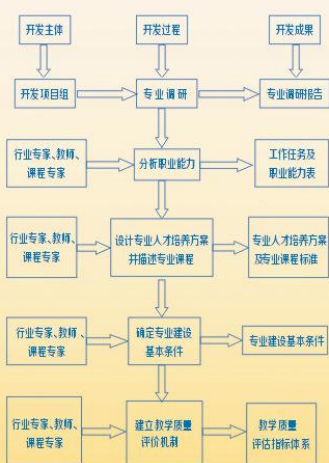 开发主体
开发过程
开发成果
开发项目组
专业调研
专业调研报告
行业专家、教师、
课程专家
分析职业能力
工作任务及
职业能力表
行业专家、教师、
课程专家
设计专业人才培养方案
并描述专业课程
专业人才培养方案
及专业课程标准
行业专家、教师、
课程专家
确定专业建设
基本条件
专业建设基本条件
行业专家、教师、
课程专家
建立教学质量
评价机制
教学质量
评估指标体系